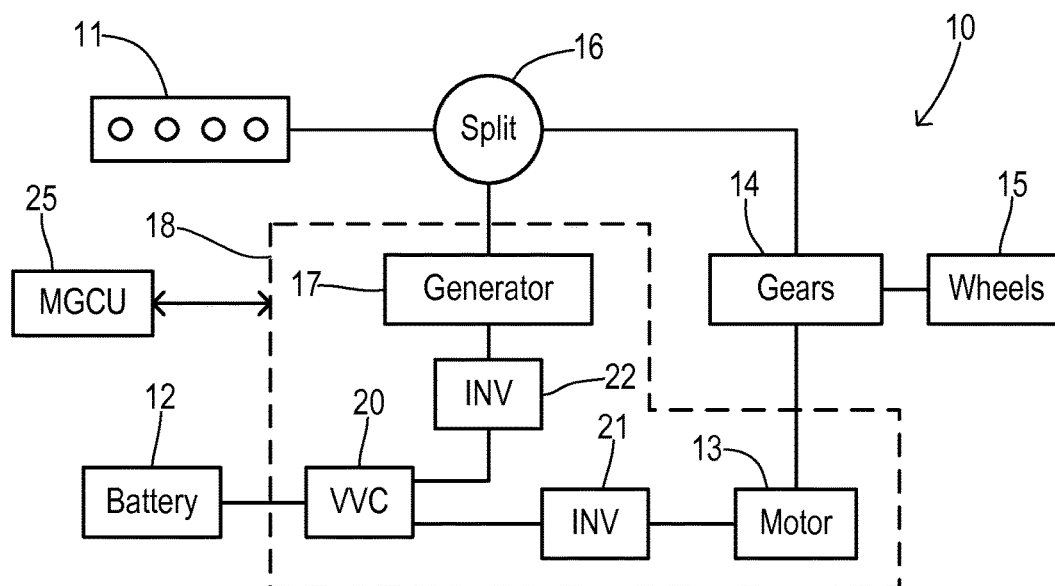 10
11
16
Split
25
18
14
15
MGCU
17
Generator
Gears
Wheels
12
20
INV
22
21
13
Battery
VVC
INV
Motor